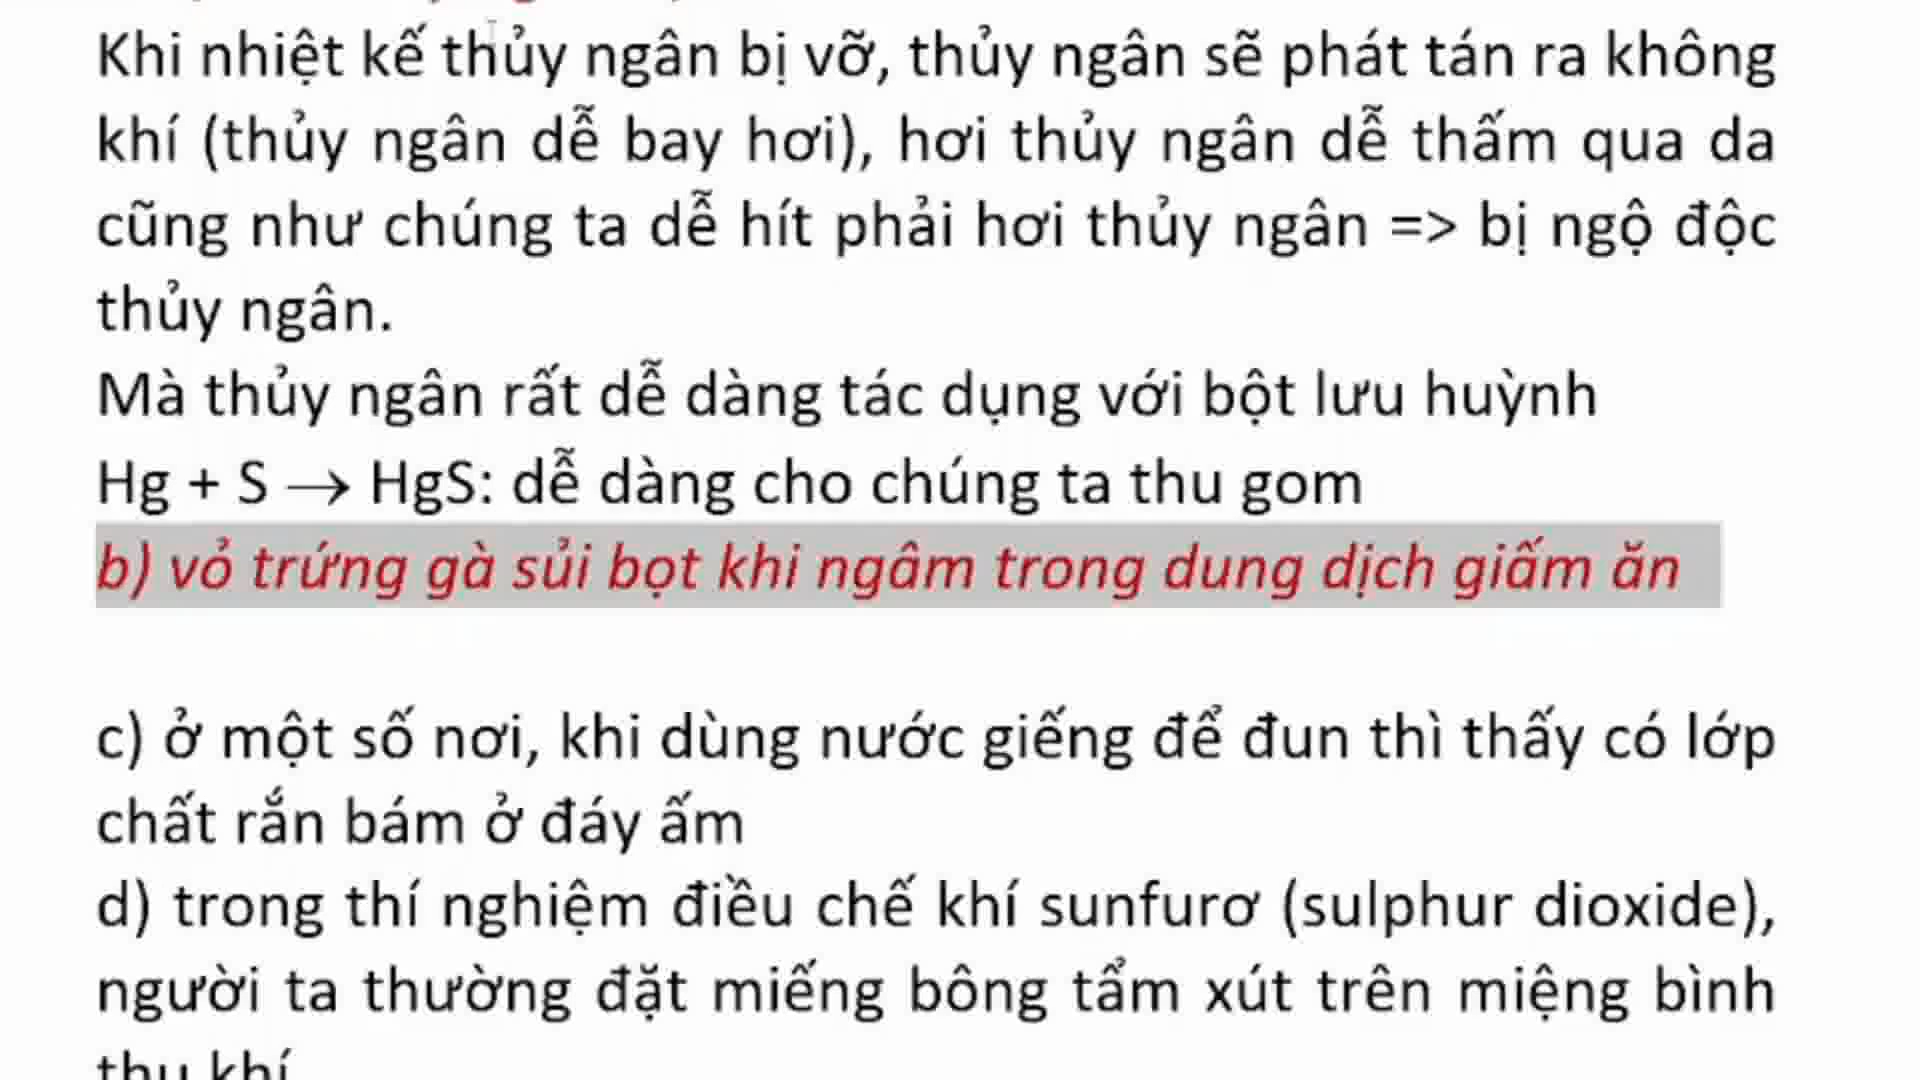 Khi nhiệt kế thủy ngân bị vỡ, thủy ngân sẽ phát tán ra không
khí (thủy ngân dễ bay hơi), hơi thủy ngân dễ thấm qua da
cũng như chúng ta dễ hít phải hơi thủy ngân => bị ngộ độc
thủy ngân.
Mà thủy ngân rất dễ dàng tác dụng với bột lưu huỳnh
Hg + S → HgS: dễ dàng cho chúng ta thu gom
b) vỏ trứng gà sủi bọt khi ngâm trong dung dịch giấm ăn
c) ở một số nơi, khi dùng nước giếng để đun thì thấy có lớp
chất rắn bám ở đáy ấm
d) trong thí nghiệm điều chế khí sunfurơ (sulphur dioxide),
người ta thường đặt miếng bông tẩm xút trên miệng bình
thu khí